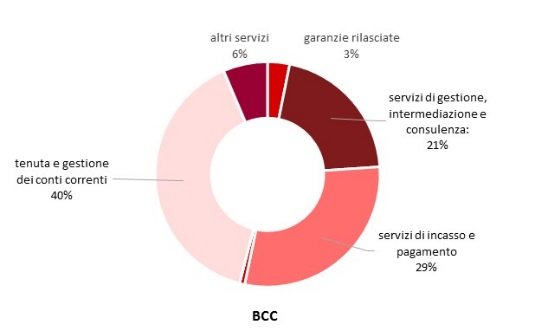 altri servizi
6%
garanzie rilasciate
3%
servizi di gestione,
intermediazione e
consulenza:
21%
tenuta e gestione
dei conti correnti
40%
servizi di incasso e
pagamento
29%
BCC